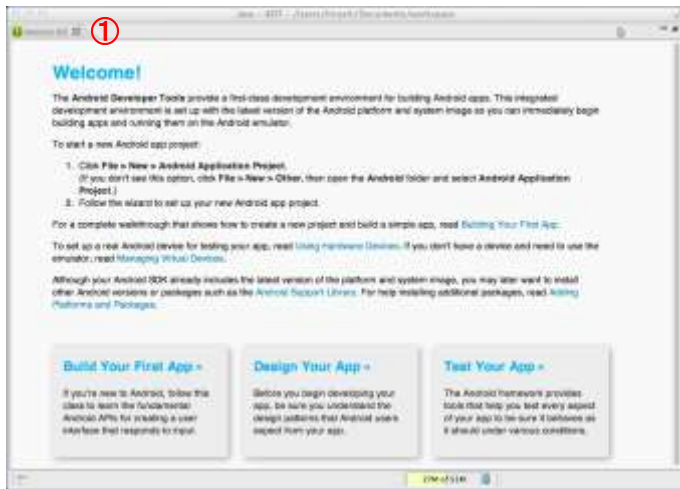 Java - ADT - /Users/hiroshi/Documents/workspace
Android IDE ①
Welcome!
The Android Developer Tools provide a first-class development environment for building Android apps. This integrated
development environment is set up with the latest version of the Android platform and system image so you can immediately begin
building apps and running them on the Android emulator.
To start a new Android app project:
1. Click File > New > Android Application Project.
(If you don't see this option, click File > New > Other, then open the Android folder and select Android Application
Project.)
2. Follow the wizard to set up your new Android app project.
For a complete walkthrough that shows how to create a new project and build a simple app, read Building Your First App.
To set up a real Android device for testing your app, read Using Hardware Devices. If you don't have a device and need to use the
emulator, read Managing Virtual Devices.
Although your Android SDK already includes the latest version of the platform and system image, you may later want to install
other Android versions or packages such as the Android Support Library. For help installing additional packages, read Adding
Platforms and Packages.
Build Your First App »
If you're new to Android, follow this
class to learn the fundamental
Android APIs for creating a user
interface that responds to input.
Design Your App »
Before you begin developing your
app, be sure you understand the
design patterns that Android users
expect from your app.
Test Your App »
The Android framework provides
tools that help you test every aspect
of your app to be sure it behaves as
it should under various conditions.